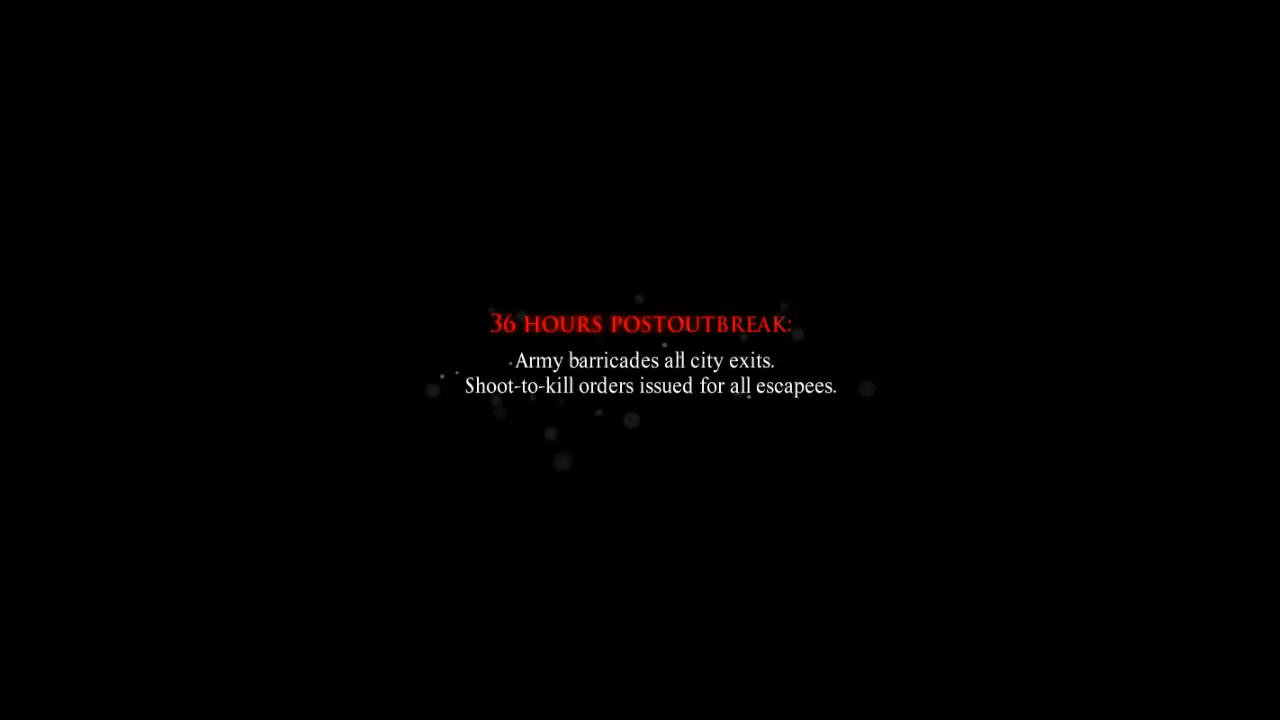 36 HOURS POSTOUTBREAK:
Army barricades all city exits.
Shoot-to-kill orders issued for all escapees.